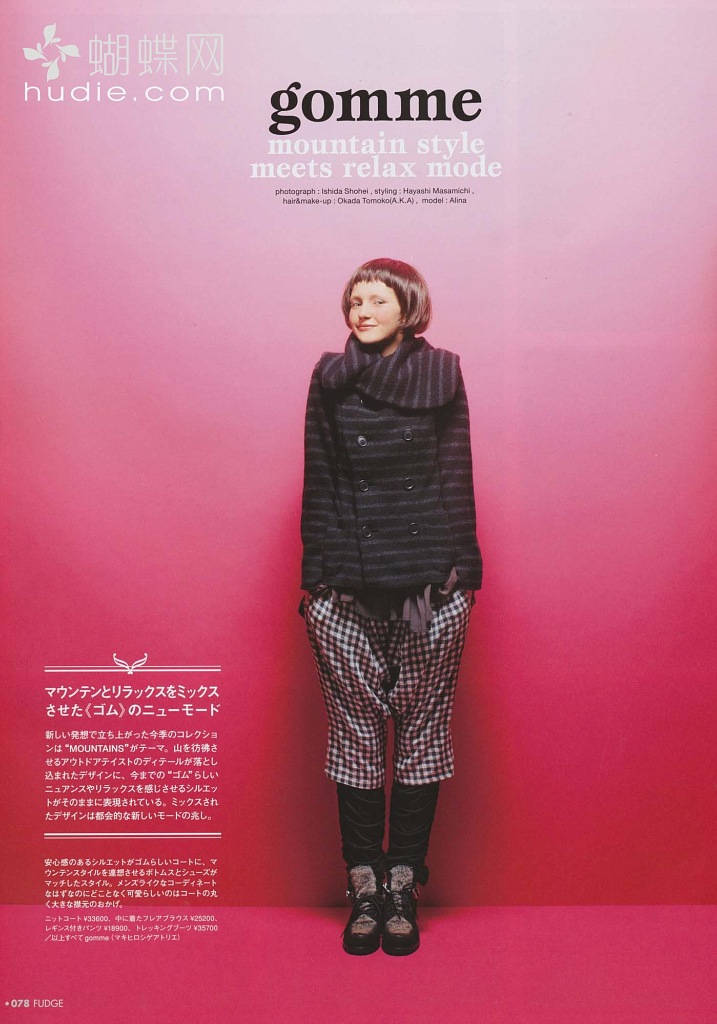 蝴蝶网
hudie.com
gomme
mountain style
meets relax mode
photograph : Ishida Shohei , styling : Hayashi Masamichi ,
hair&make-up : Okada Tomoko(A.K.A) , model : Alina
マウンテンとリラックスをミックス
させた《ゴム》のニューモード
新しい発想で立ち上がった今季のコレクショ
ンは“MOUNTAINS”がテーマ。山を彷彿さ
せるアウトドアテイストのディテールが落とし
込まれたデザインに、今までの“ゴム”らしい
ニュアンスやリラックスを感じさせるシルエッ
トがそのままに表現されている。ミックスされ
たデザインは都会的な新しいモードの兆し。
安心感のあるシルエットがゴムらしいコートに、マ
ウンテンスタイルを連想させるボトムスとシューズが
マッチしたスタイル。メンズライクなコーディネート
なはずなのにどことなく可愛らしいのはコートの丸
く大きな襟元のおかげ。
ニットコート ¥33600、中に着たフレアブラウス ¥25200、
レギンス付きパンツ ¥18900、トレッキングブーツ ¥35700
／以上すべて gomme（マキヒロシゲアトリエ）
•078 FUDGE